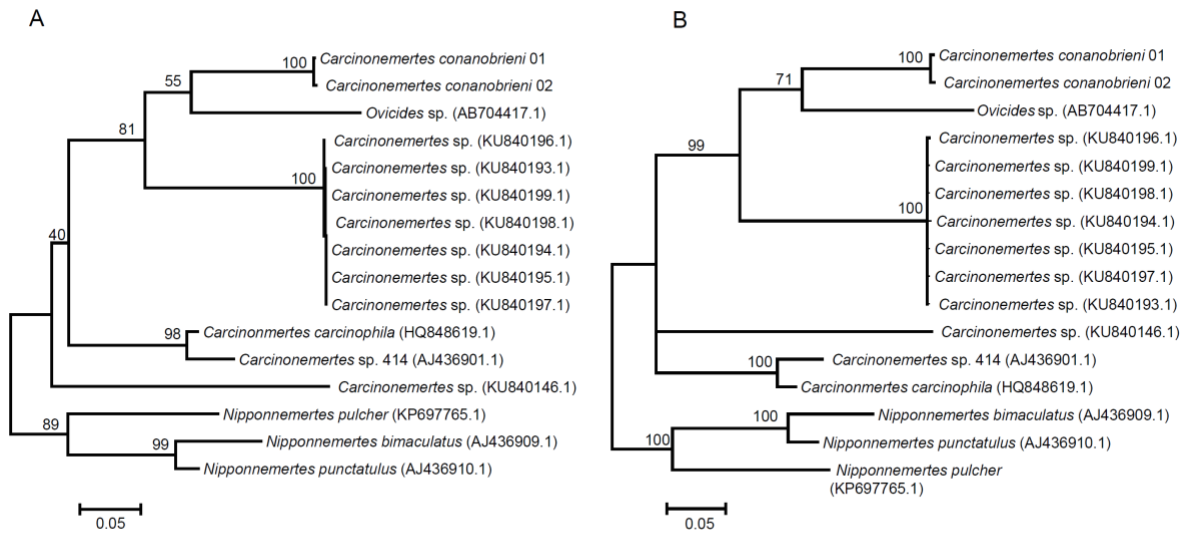 A
100
Carcinonemertes conanobrieni 01
55
Carcinonemertes conanobrieni 02
Ovicides sp. (AB704417.1)
81
Carcinonemertes sp. (KU840196.1)
Carcinonemertes sp. (KU840193.1)
100
Carcinonemertes sp. (KU840199.1)
Carcinonemertes sp. (KU840198.1)
40
Carcinonemertes sp. (KU840194.1)
Carcinonemertes sp. (KU840195.1)
Carcinonemertes sp. (KU840197.1)
98
Carcinonmertes carcinophila (HQ848619.1)
Carcinonemertes sp. 414 (AJ436901.1)
Carcinonemertes sp. (KU840146.1)
89
Nipponnemertes pulcher (KP697765.1)
99
Nipponnemertes bimaculatus (AJ436909.1)
Nipponnemertes punctatulus (AJ436910.1)
0.05
B
100
Carcinonemertes conanobrieni 01
71
Carcinonemertes conanobrieni 02
Ovicides sp. (AB704417.1)
99
Carcinonemertes sp. (KU840196.1)
Carcinonemertes sp. (KU840199.1)
Carcinonemertes sp. (KU840198.1)
100
Carcinonemertes sp. (KU840194.1)
Carcinonemertes sp. (KU840195.1)
Carcinonemertes sp. (KU840197.1)
Carcinonemertes sp. (KU840193.1)
Carcinonemertes sp. (KU840146.1)
100
Carcinonemertes sp. 414 (AJ436901.1)
Carcinonmertes carcinophila (HQ848619.1)
100
Nipponnemertes bimaculatus (AJ436909.1)
100
Nipponnemertes punctatulus (AJ436910.1)
Nipponnemertes pulcher
(KP697765.1)
0.05